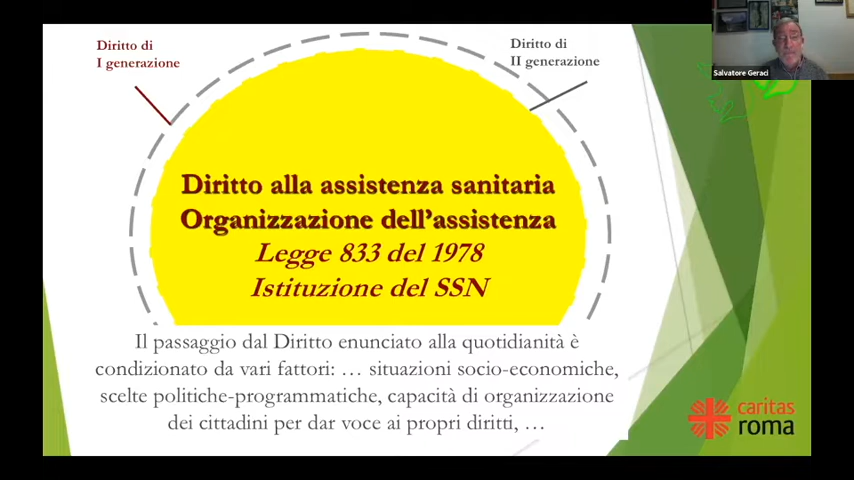 Diritto di
I generazione
Diritto di
II generazione
Salvatore Geraci
Diritto alla assistenza sanitaria
Organizzazione dell'assistenza
Legge 833 del 1978
Istituzione del SSN
Il passaggio dal Diritto enunciato alla quotidianità è
condizionato da vari fattori: … situazioni socio-economiche,
scelte politiche-programmatiche, capacità di organizzazione
dei cittadini per dar voce ai propri diritti, …
caritas
roma